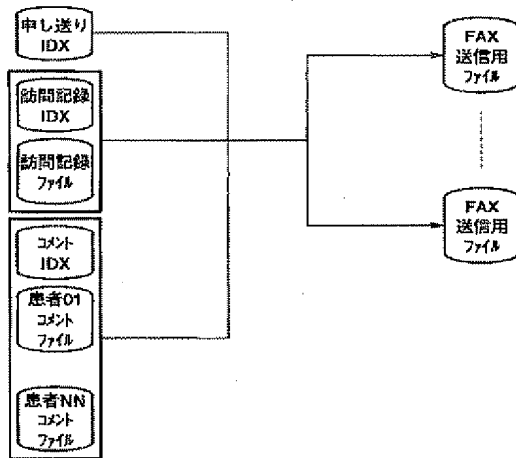 申し送り
IDX
訪問記録
IDX
訪問記録
ファイル
コメント
IDX
患者01
コメント
ファイル
患者NN
コメント
ファイル
FAX
送信用
ファイル
FAX
送信用
ファイル